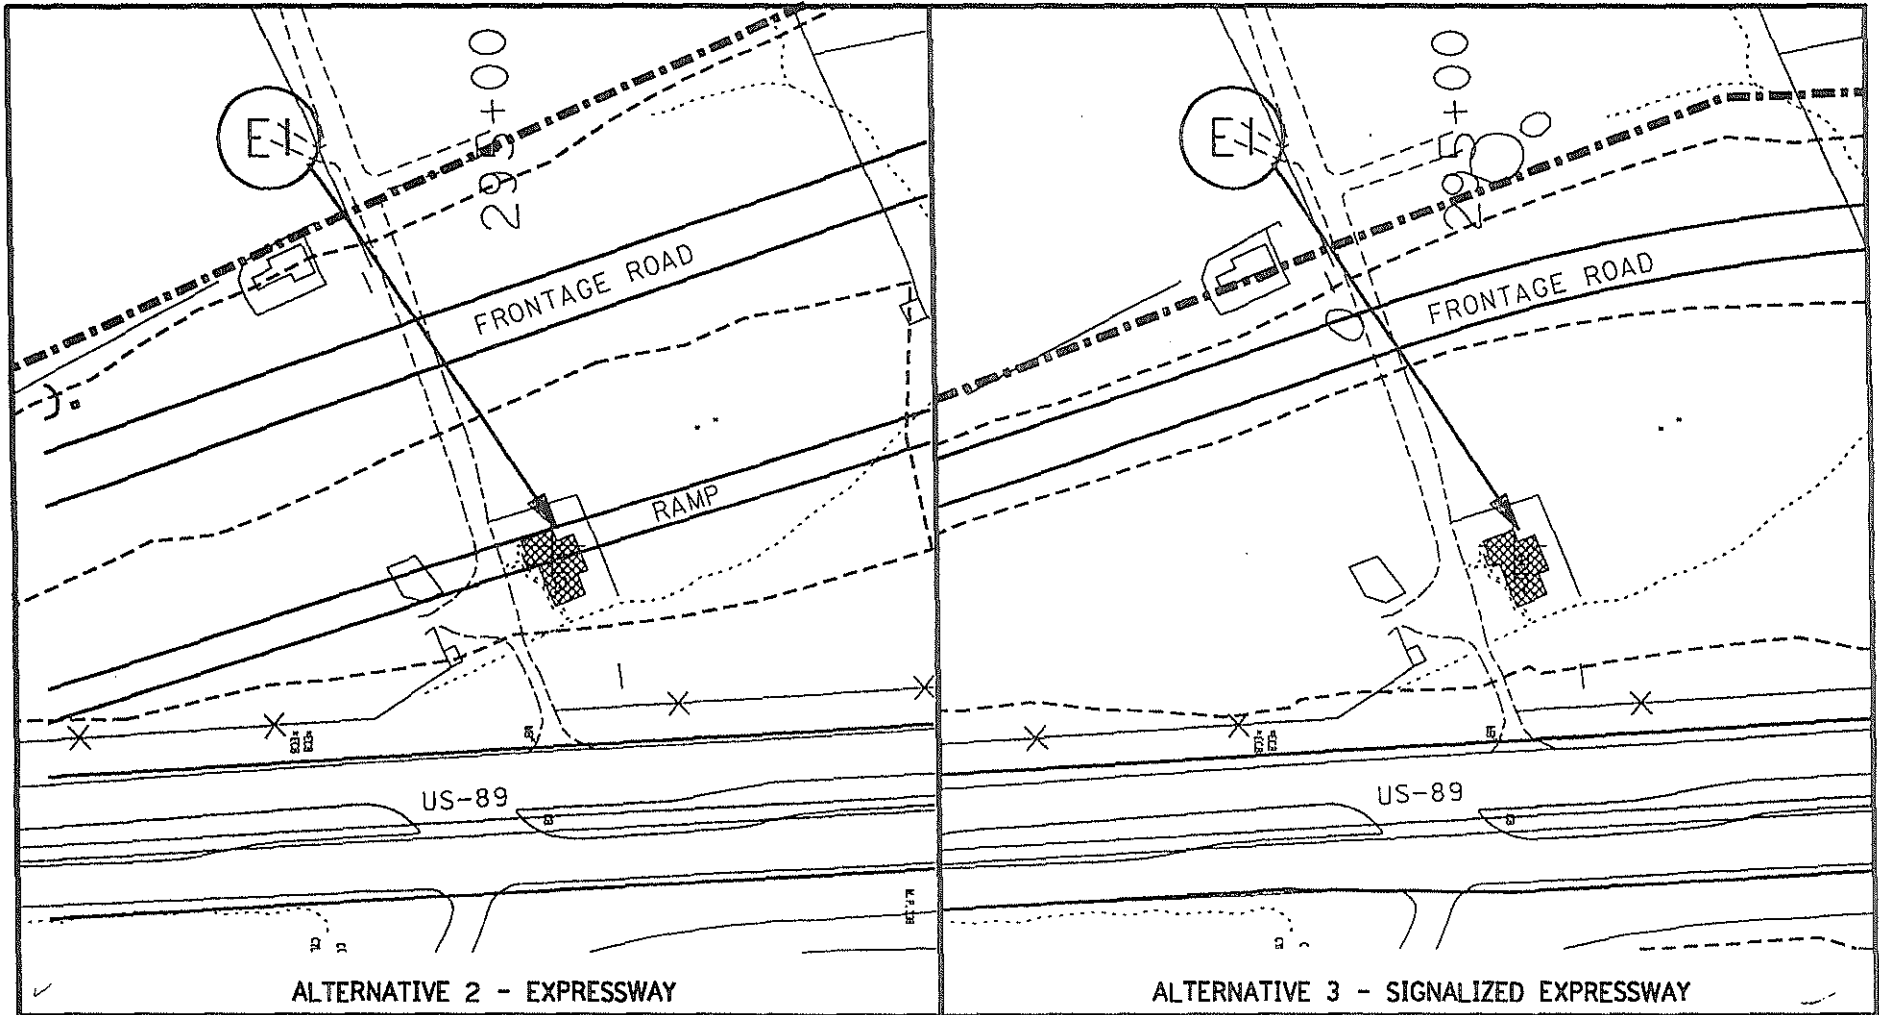 E1
295+00
FRONTAGE ROAD
RAMP
US-89
ALTERNATIVE 2 - EXPRESSWAY
E1
295+00
FRONTAGE ROAD
US-89
ALTERNATIVE 3 - SIGNALIZED EXPRESSWAY